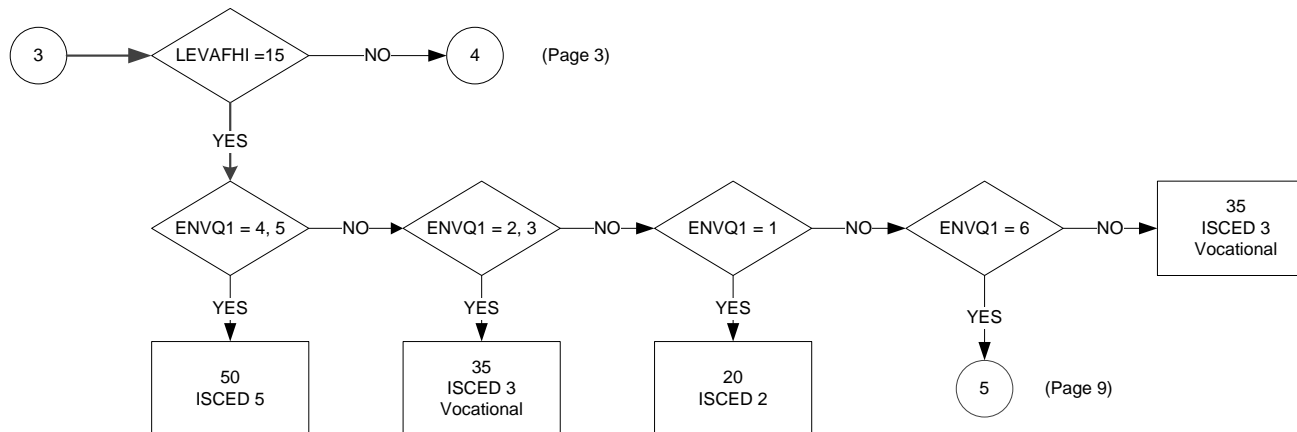 3
LEVAFHI =15
NO
4
(Page 3)
YES
ENVQ1 = 4, 5
NO
ENVQ1 = 2, 3
NO
ENVQ1 = 1
NO
ENVQ1 = 6
NO
35
ISCED 3
Vocational
YES
YES
YES
YES
50
ISCED 5
35
ISCED 3
Vocational
20
ISCED 2
5
(Page 9)